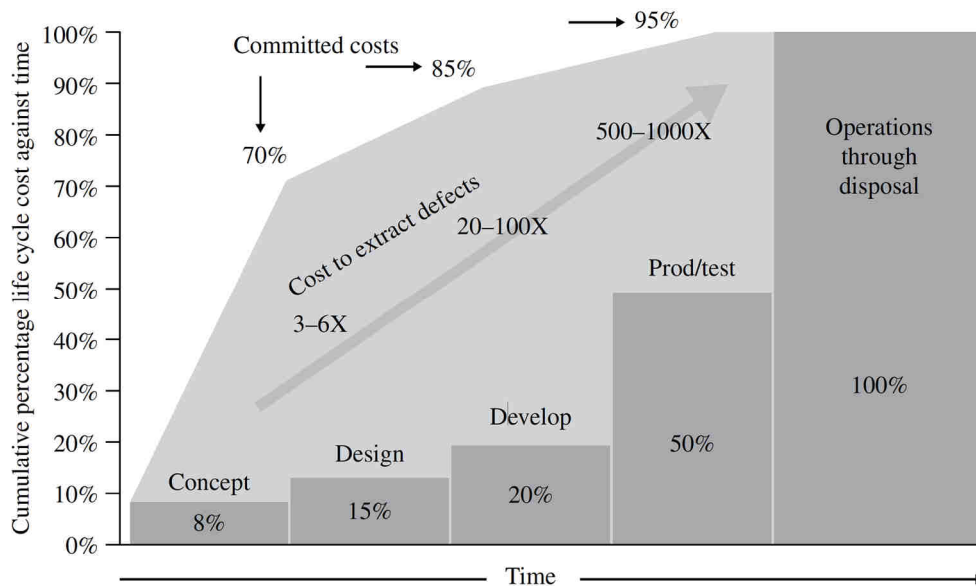 Cumulative percentage life cycle cost against time
100%
90%
80%
70%
60%
50%
40%
30%
20%
10%
0%
Committed costs
70%
85%
95%
Cost to extract defects
3–6X
20–100X
500–1000X
Concept
8%
Design
15%
Develop
20%
Prod/test
50%
Operations
through
disposal
100%
Time